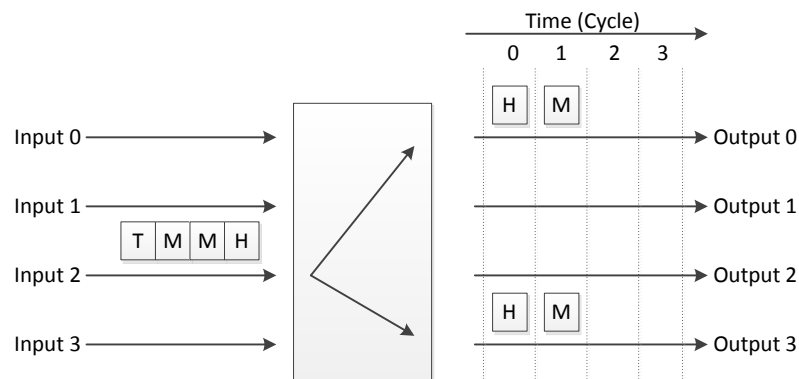 Time (Cycle)
0 1 2 3
H M
Input 0
Output 0
Input 1
Output 1
T M M H
Input 2
Output 2
H M
Input 3
Output 3